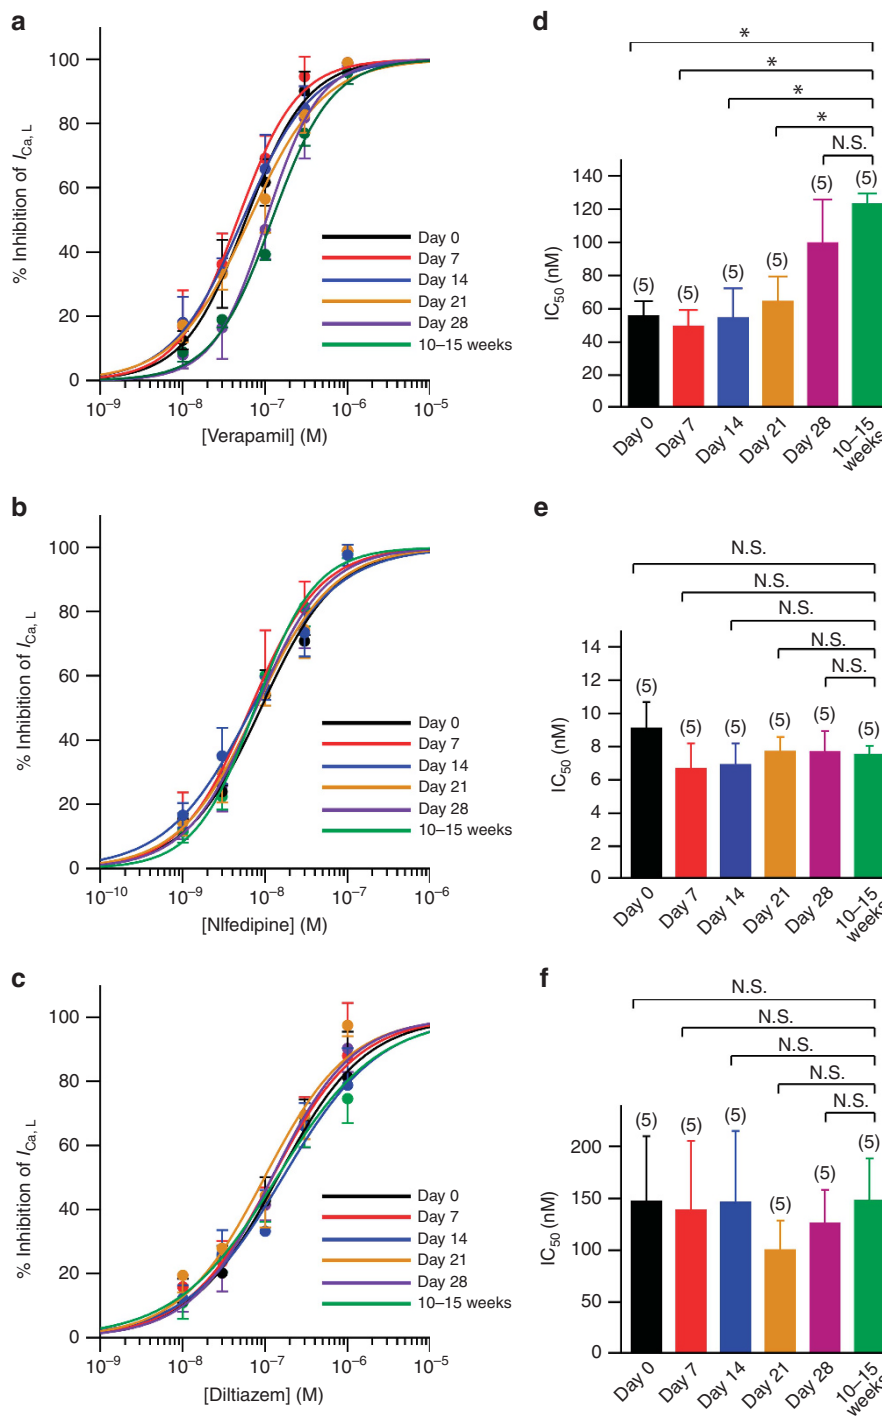 a
100
80
60
40
20
0
% Inhibition of I_Ca, L
Day 0
Day 7
Day 14
Day 21
Day 28
10–15 weeks
10⁻⁹ 10⁻⁸ 10⁻⁷ 10⁻⁶ 10⁻⁵
[Verapamil] (M)
d
*
*
*
*
N.S.
140
120
100
80
60
40
20
0
IC₅₀ (nM)
(5) (5) (5) (5) (5) (5)
Day 0 Day 7 Day 14 Day 21 Day 28 10–15
weeks
b
100
80
60
40
20
0
% Inhibition of I_Ca, L
Day 0
Day 7
Day 14
Day 21
Day 28
10–15 weeks
10⁻¹⁰ 10⁻⁹ 10⁻⁸ 10⁻⁷ 10⁻⁶
[NIfedipine] (M)
e
N.S.
N.S.
N.S.
N.S.
N.S.
14
12
10
8
6
4
2
0
IC₅₀ (nM)
(5) (5) (5) (5) (5) (5)
Day 0 Day 7 Day 14 Day 21 Day 28 10–15
weeks
c
100
80
60
40
20
0
% Inhibition of I_Ca, L
Day 0
Day 7
Day 14
Day 21
Day 28
10–15 weeks
10⁻⁹ 10⁻⁸ 10⁻⁷ 10⁻⁶ 10⁻⁵
[Diltiazem] (M)
f
N.S.
N.S.
N.S.
N.S.
N.S.
200
150
100
50
0
IC₅₀ (nM)
(5) (5) (5) (5) (5) (5)
Day 0 Day 7 Day 14 Day 21 Day 28 10–15
weeks